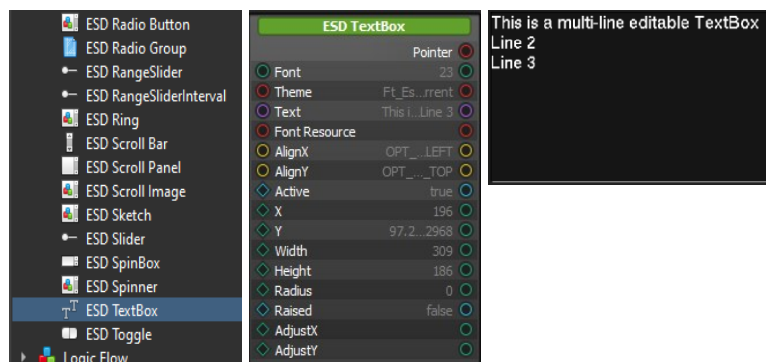 ESD Radio Button
ESD Radio Group
ESD RangeSlider
ESD RangeSliderInterval
ESD Ring
ESD Scroll Bar
ESD Scroll Panel
ESD Scroll Image
ESD Sketch
ESD Slider
ESD SpinBox
ESD Spinner
ESD TextBox
ESD Toggle
Logic Flow
ESD TextBox
Pointer
Font 23
Theme Ft_Es...rrent
Text This i...Line 3
Font Resource
AlignX OPT_...LEFT
AlignY OPT_..._TOP
Active true
X 196
Y 97.2...2968
Width 309
Height 186
Radius 0
Raised false
AdjustX
AdjustY
This is a multi-line editable TextBox
Line 2
Line 3